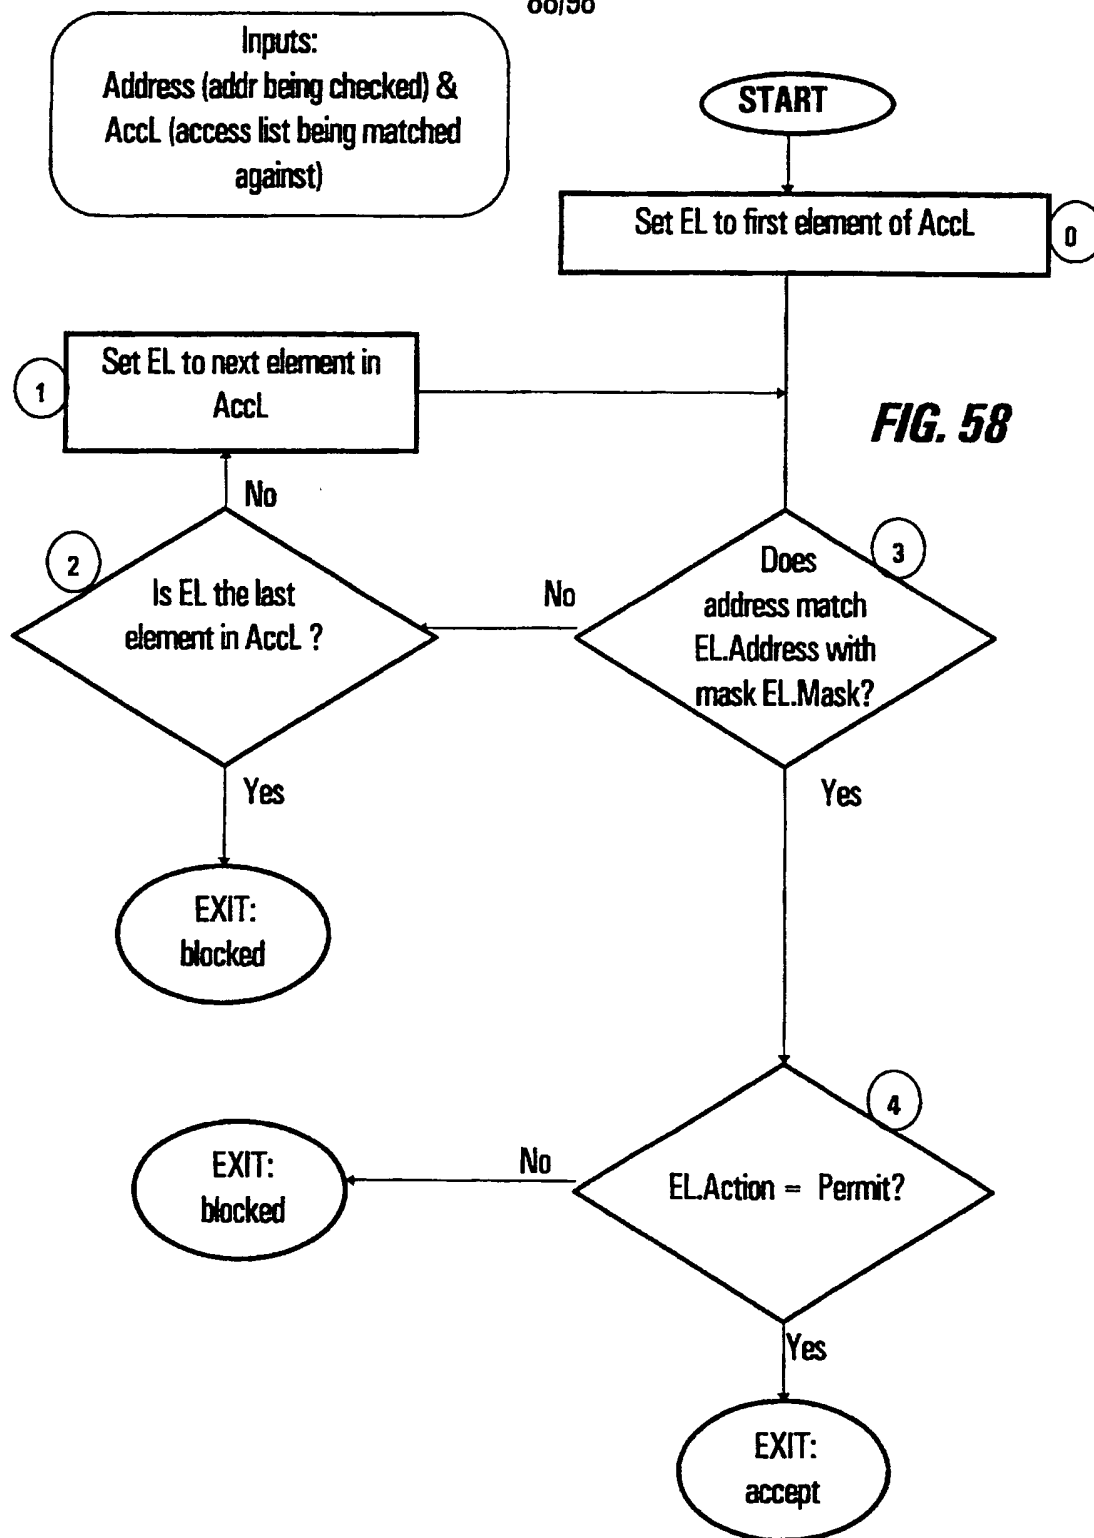 Inputs:
Address (addr being checked) &
AccL (access list being matched
against)
START
Set EL to first element of AccL
0
Set EL to next element in
AccL
1
FIG. 58
No
2
Is EL the last
element in AccL ?
No
3
Does
address match
EL.Address with
mask EL.Mask?
Yes
Yes
EXIT:
blocked
4
EXIT:
blocked
No
EL.Action = Permit?
Yes
EXIT:
accept